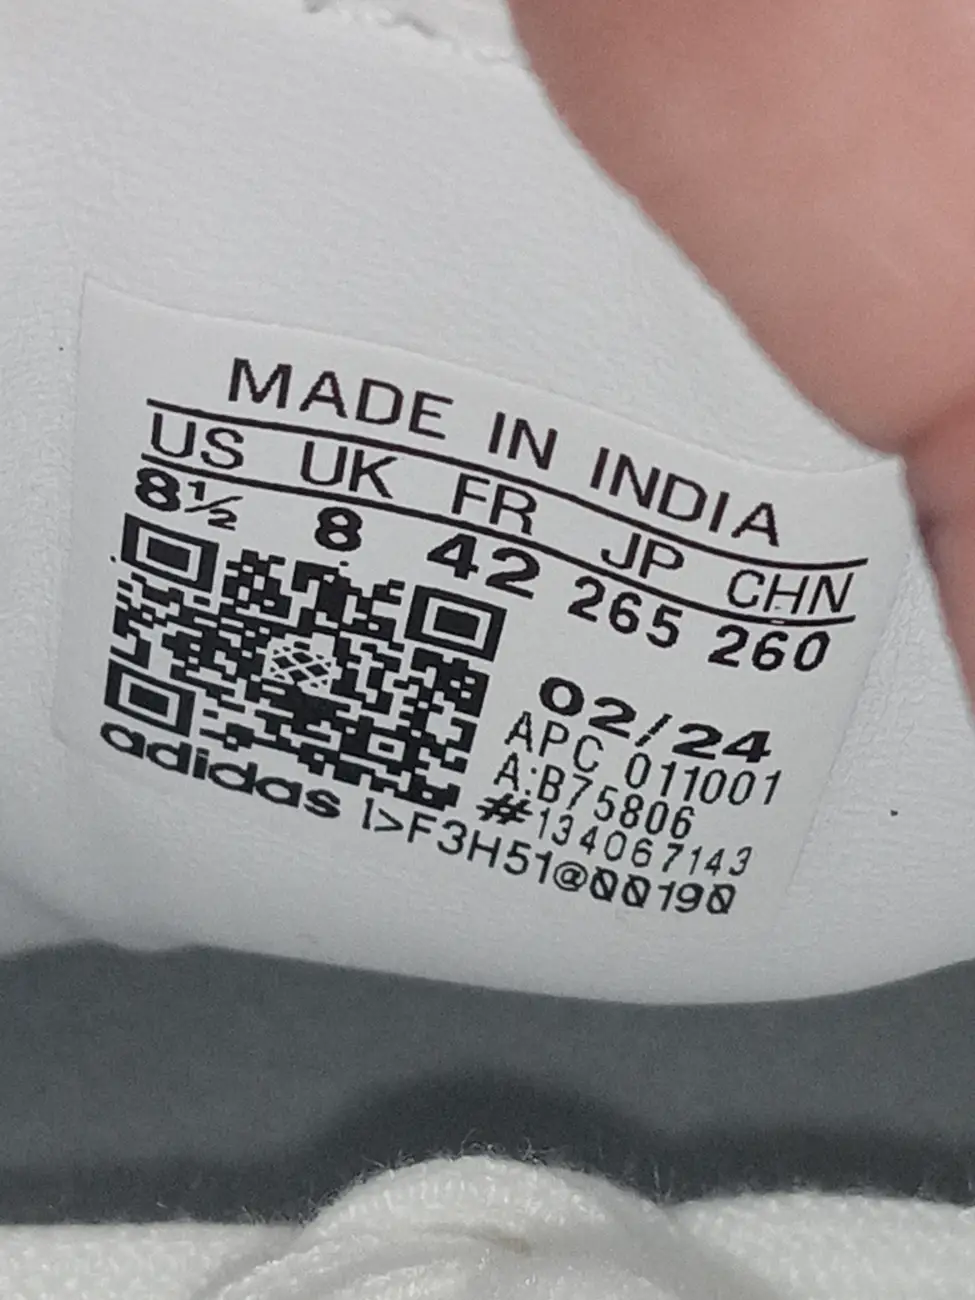 MADE IN INDIA
US UK FR JP CHN
8½ 8 42 265 260
02/24
APC 011001
A:B75806
#134067143
adidas I>F3H51@00190